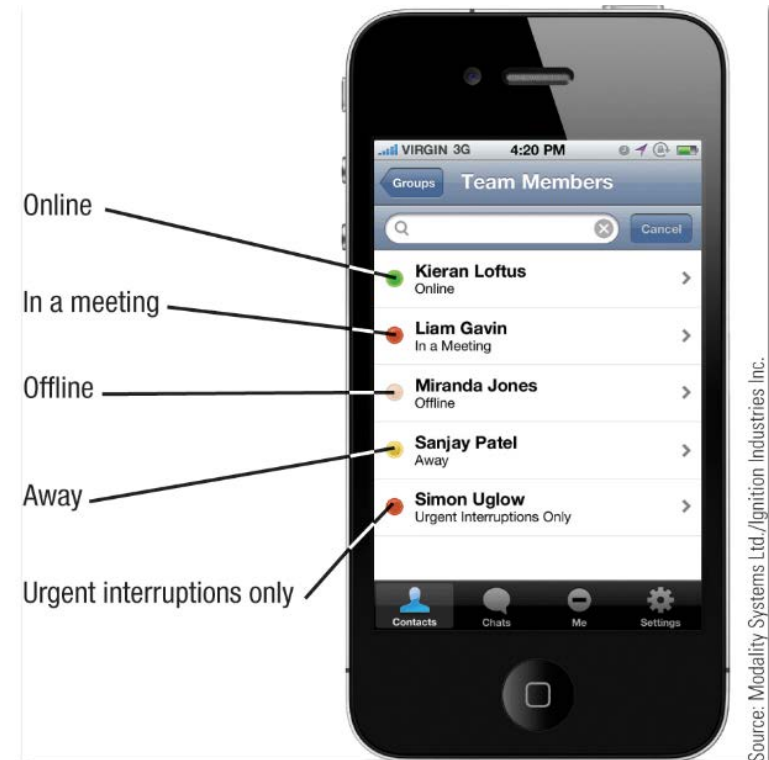 Online
In a meeting
Offline
Away
Urgent interruptions only
VIRGIN 3G 4:20 PM
Groups Team Members
Cancel
Kieran Loftus
Online
Liam Gavin
In a Meeting
Miranda Jones
Offline
Sanjay Patel
Away
Simon Uglow
Urgent Interruptions Only
Contacts Chats Me Settings
Source: Modality Systems Ltd./Ignition Industries Inc.